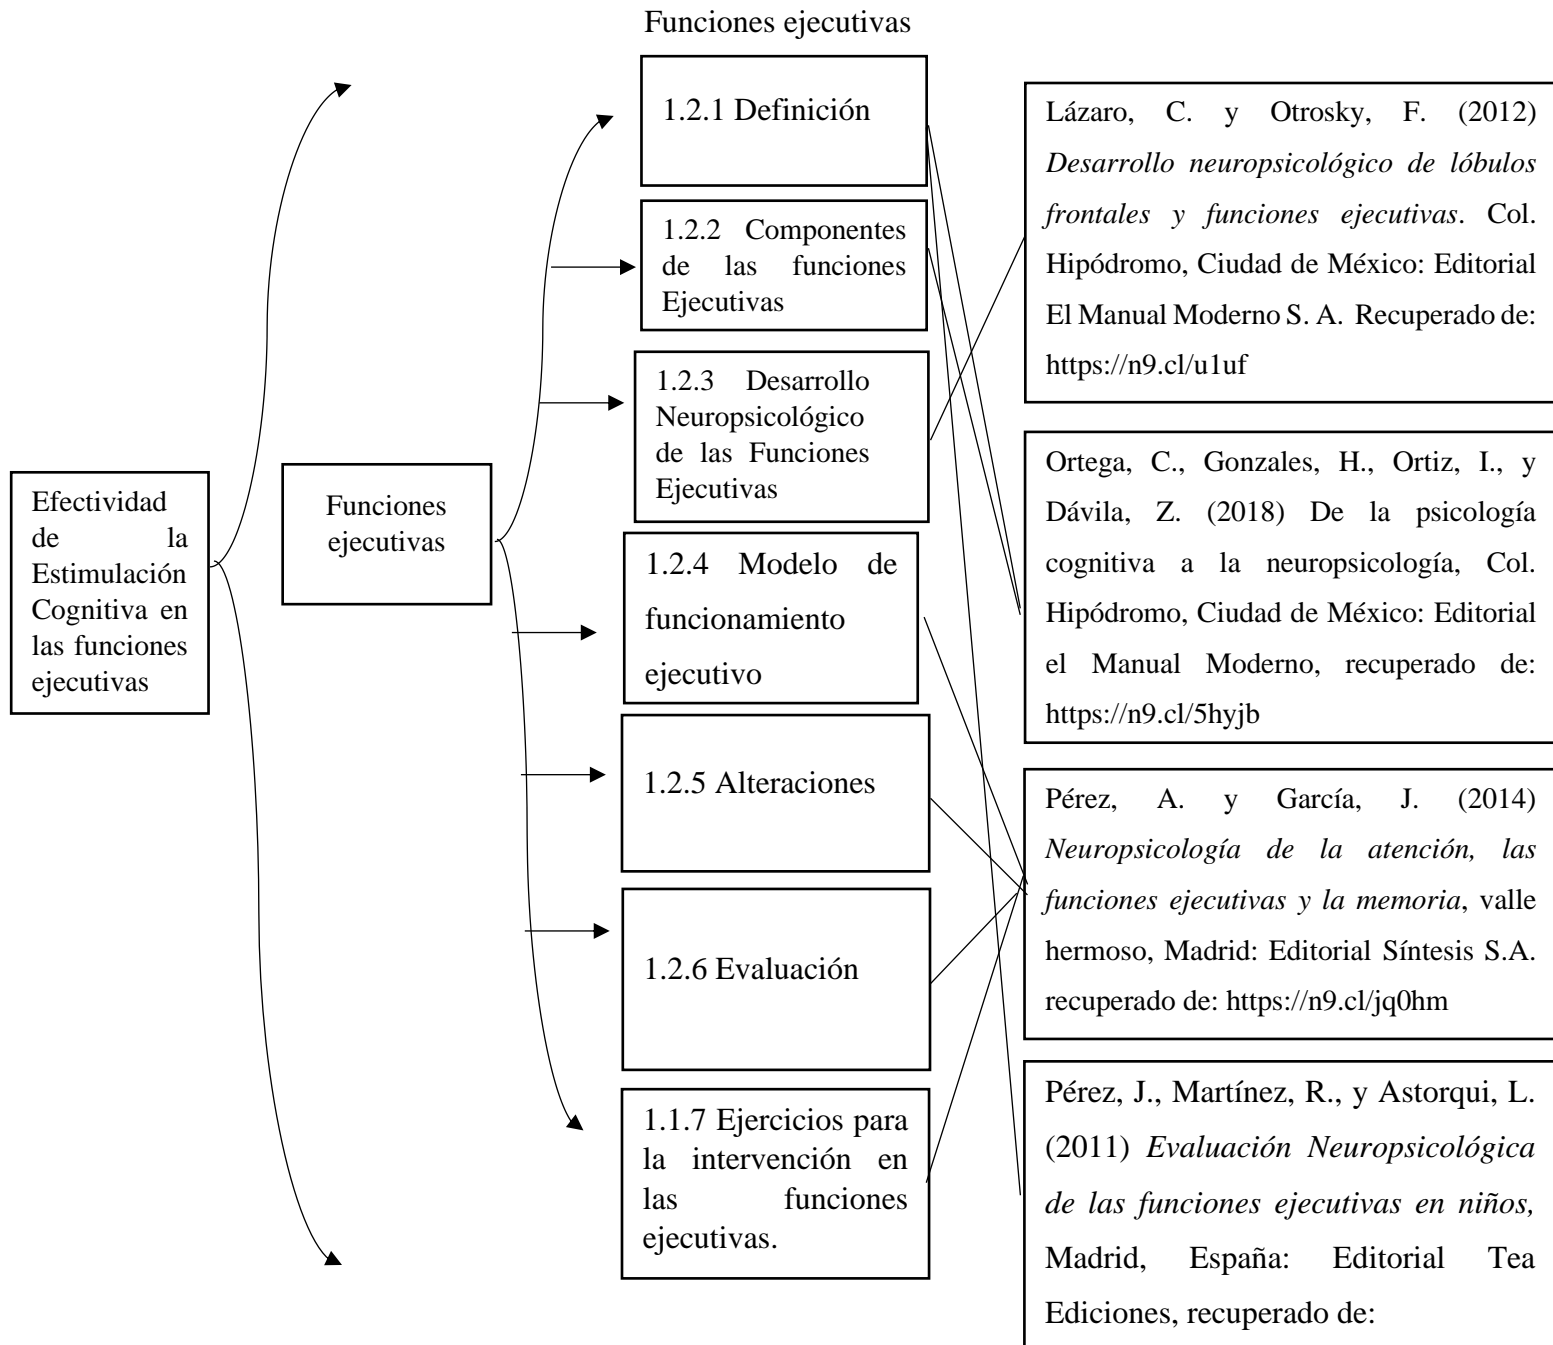 Funciones ejecutivas
Efectividad
de la
Estimulación
Cognitiva en
las funciones
ejecutivas
Funciones
ejecutivas
1.2.1 Definición
1.2.2 Componentes
de las funciones
Ejecutivas
1.2.3 Desarrollo
Neuropsicológico
de las Funciones
Ejecutivas
1.2.4 Modelo de
funcionamiento
ejecutivo
1.2.5 Alteraciones
1.2.6 Evaluación
1.1.7 Ejercicios para
la intervención en
las funciones
ejecutivas.
Lázaro, C. y Otrosky, F. (2012)
Desarrollo neuropsicológico de lóbulos
frontales y funciones ejecutivas. Col.
Hipódromo, Ciudad de México: Editorial
El Manual Moderno S. A. Recuperado de:
https://n9.cl/u1uf
Ortega, C., Gonzales, H., Ortiz, I., y
Dávila, Z. (2018) De la psicología
cognitiva a la neuropsicología, Col.
Hipódromo, Ciudad de México: Editorial
el Manual Moderno, recuperado de:
https://n9.cl/5hyjb
Pérez, A. y García, J. (2014)
Neuropsicología de la atención, las
funciones ejecutivas y la memoria, valle
hermoso, Madrid: Editorial Síntesis S.A.
recuperado de: https://n9.cl/jq0hm
Pérez, J., Martínez, R., y Astorqui, L.
(2011) Evaluación Neuropsicológica
de las funciones ejecutivas en niños,
Madrid, España: Editorial Tea
Ediciones, recuperado de: